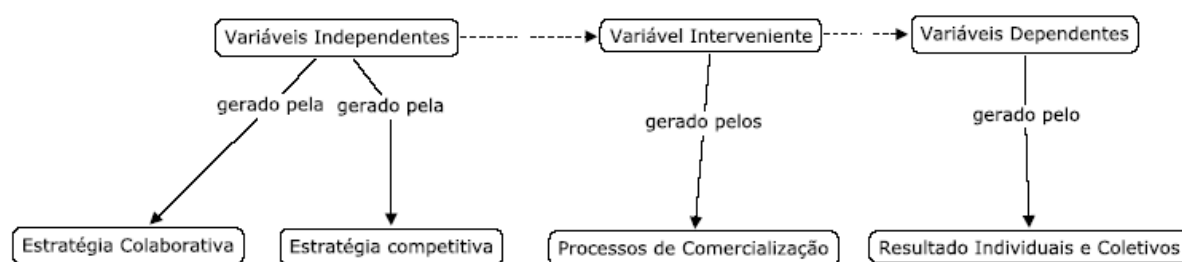 Variáveis Independentes
Variável Interveniente
Variáveis Dependentes
gerado pela
gerado pela
gerado pelos
gerado pelo
Estratégia Colaborativa
Estratégia competitiva
Processos de Comercialização
Resultado Individuais e Coletivos